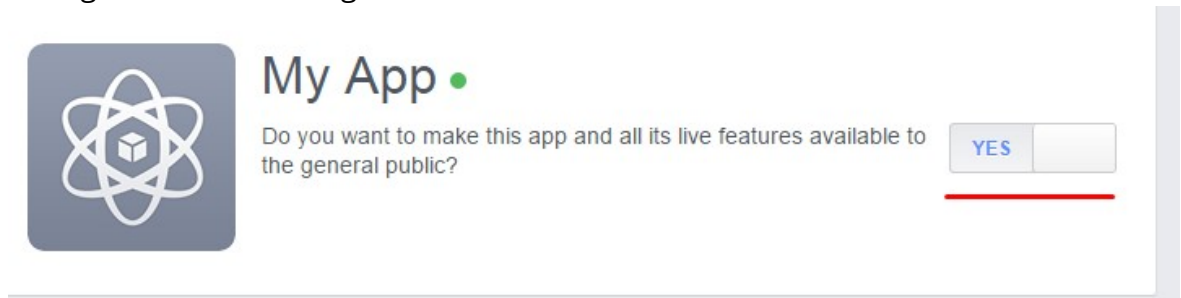 My App
Do you want to make this app and all its live features available to
the general public?
YES